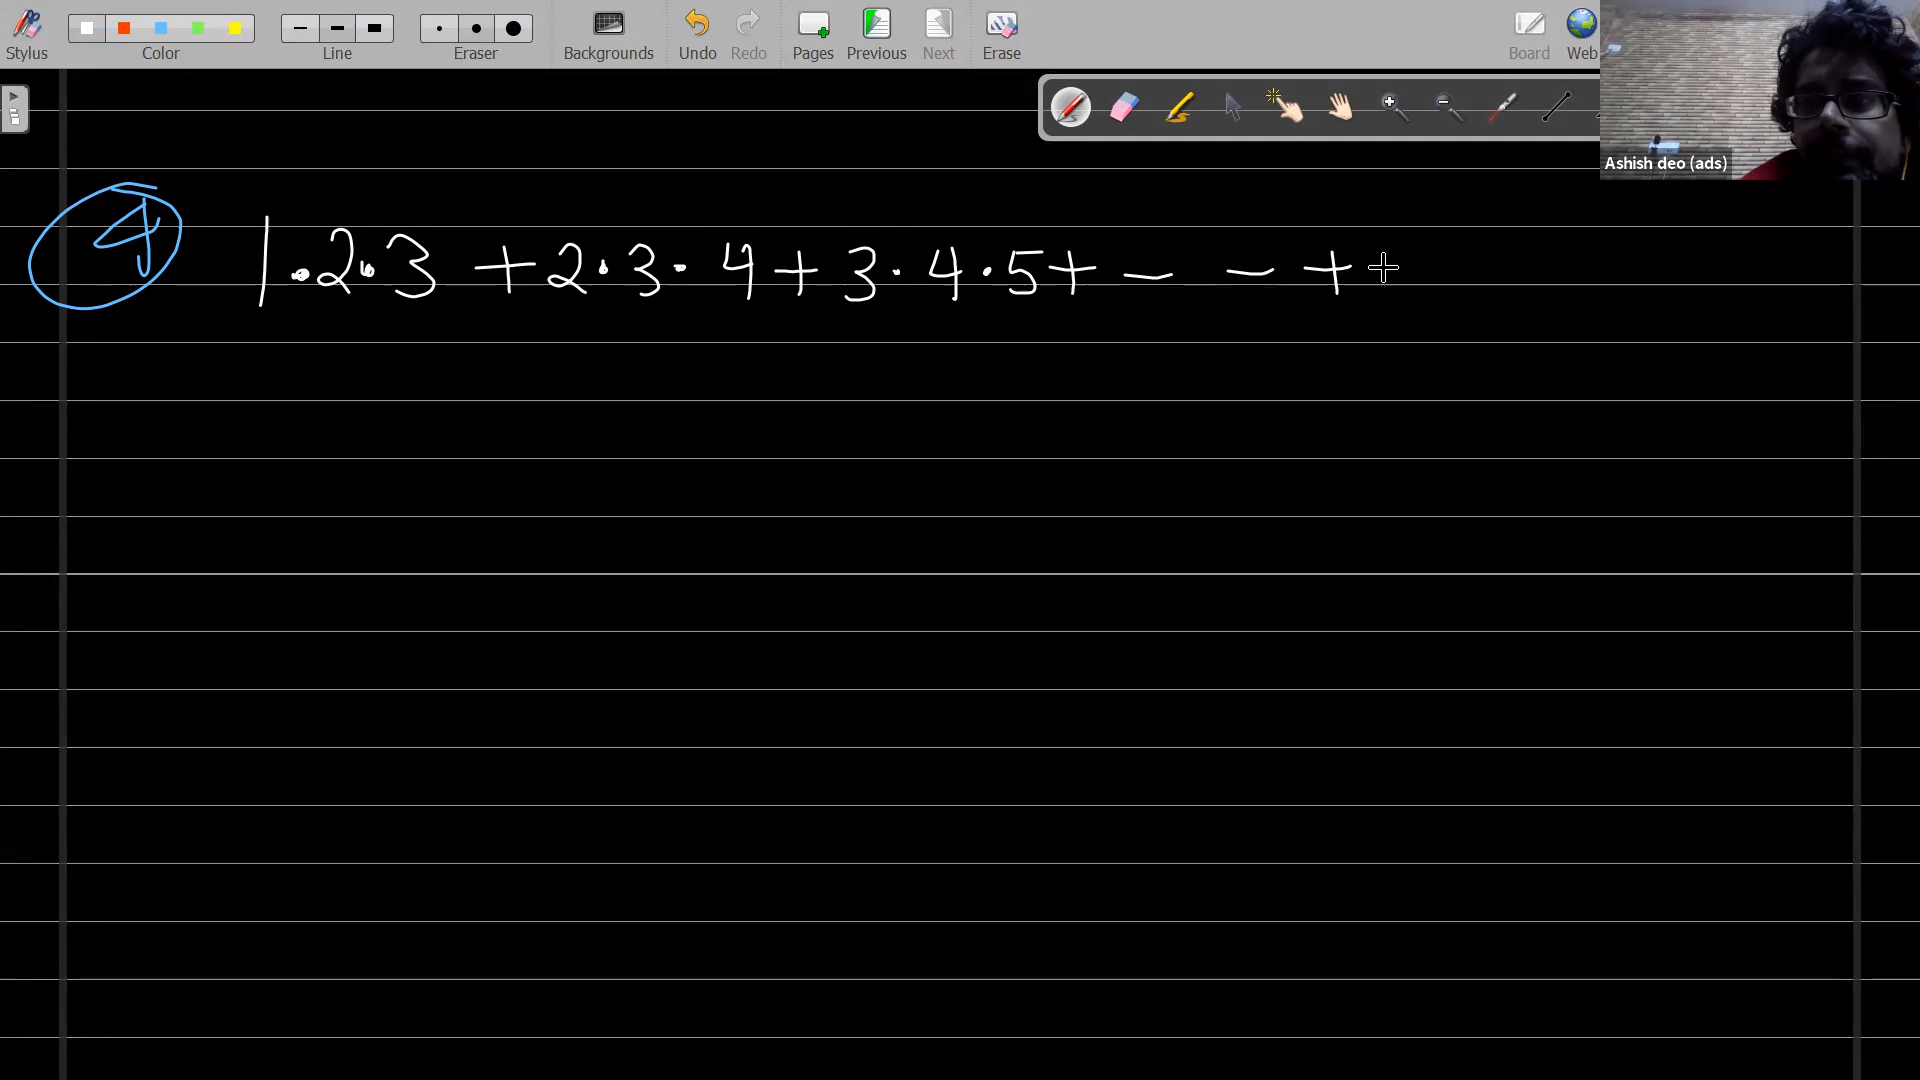 Stylus Color Line Eraser Backgrounds Undo Redo Pages Previous Next Erase Board Web
Ashish deo (ads)
4 1·2·3 + 2·3·4 + 3·4·5 + - - +